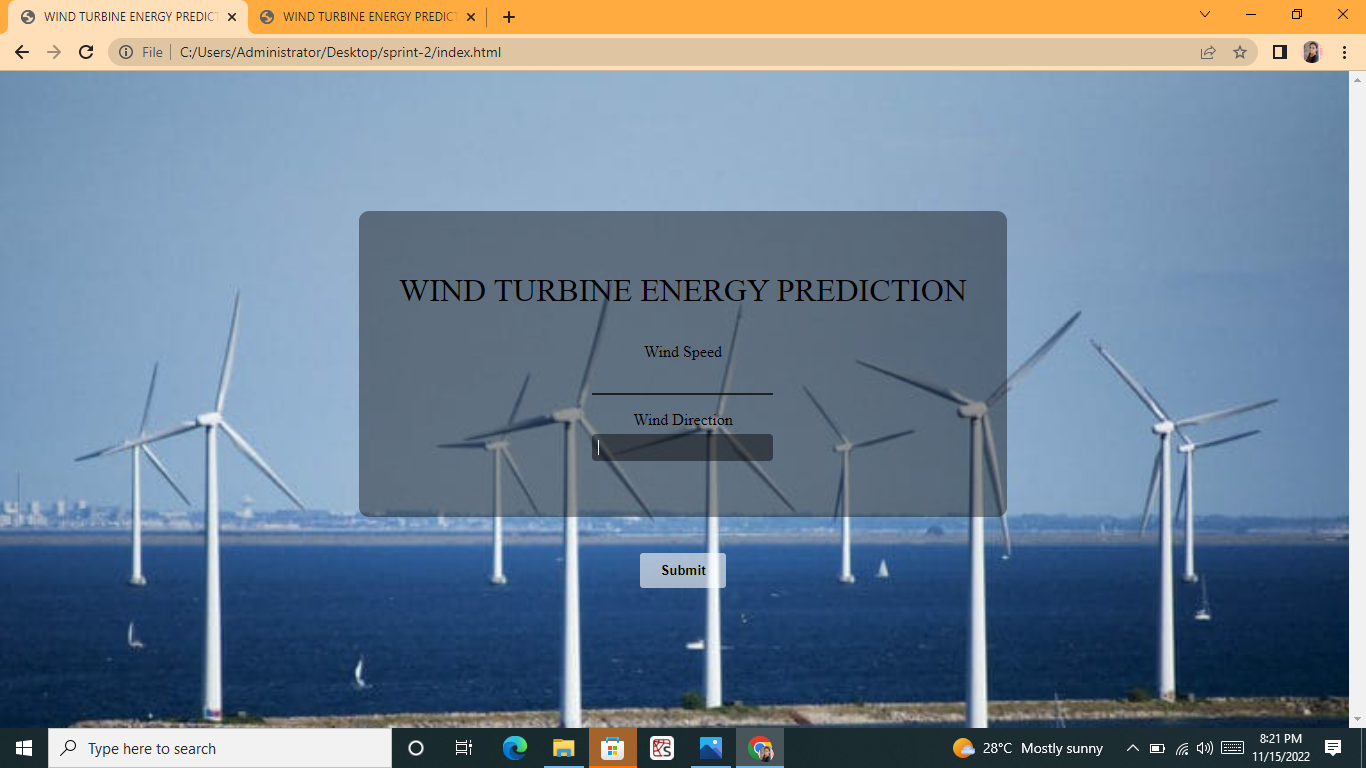 WIND TURBINE ENERGY PREDICT
WIND TURBINE ENERGY PREDICT
File
C:/Users/Administrator/Desktop/sprint-2/index.html
WIND TURBINE ENERGY PREDICTION
Wind Speed
Wind Direction
Submit
Type here to search
28°C Mostly sunny
8:21 PM
11/15/2022